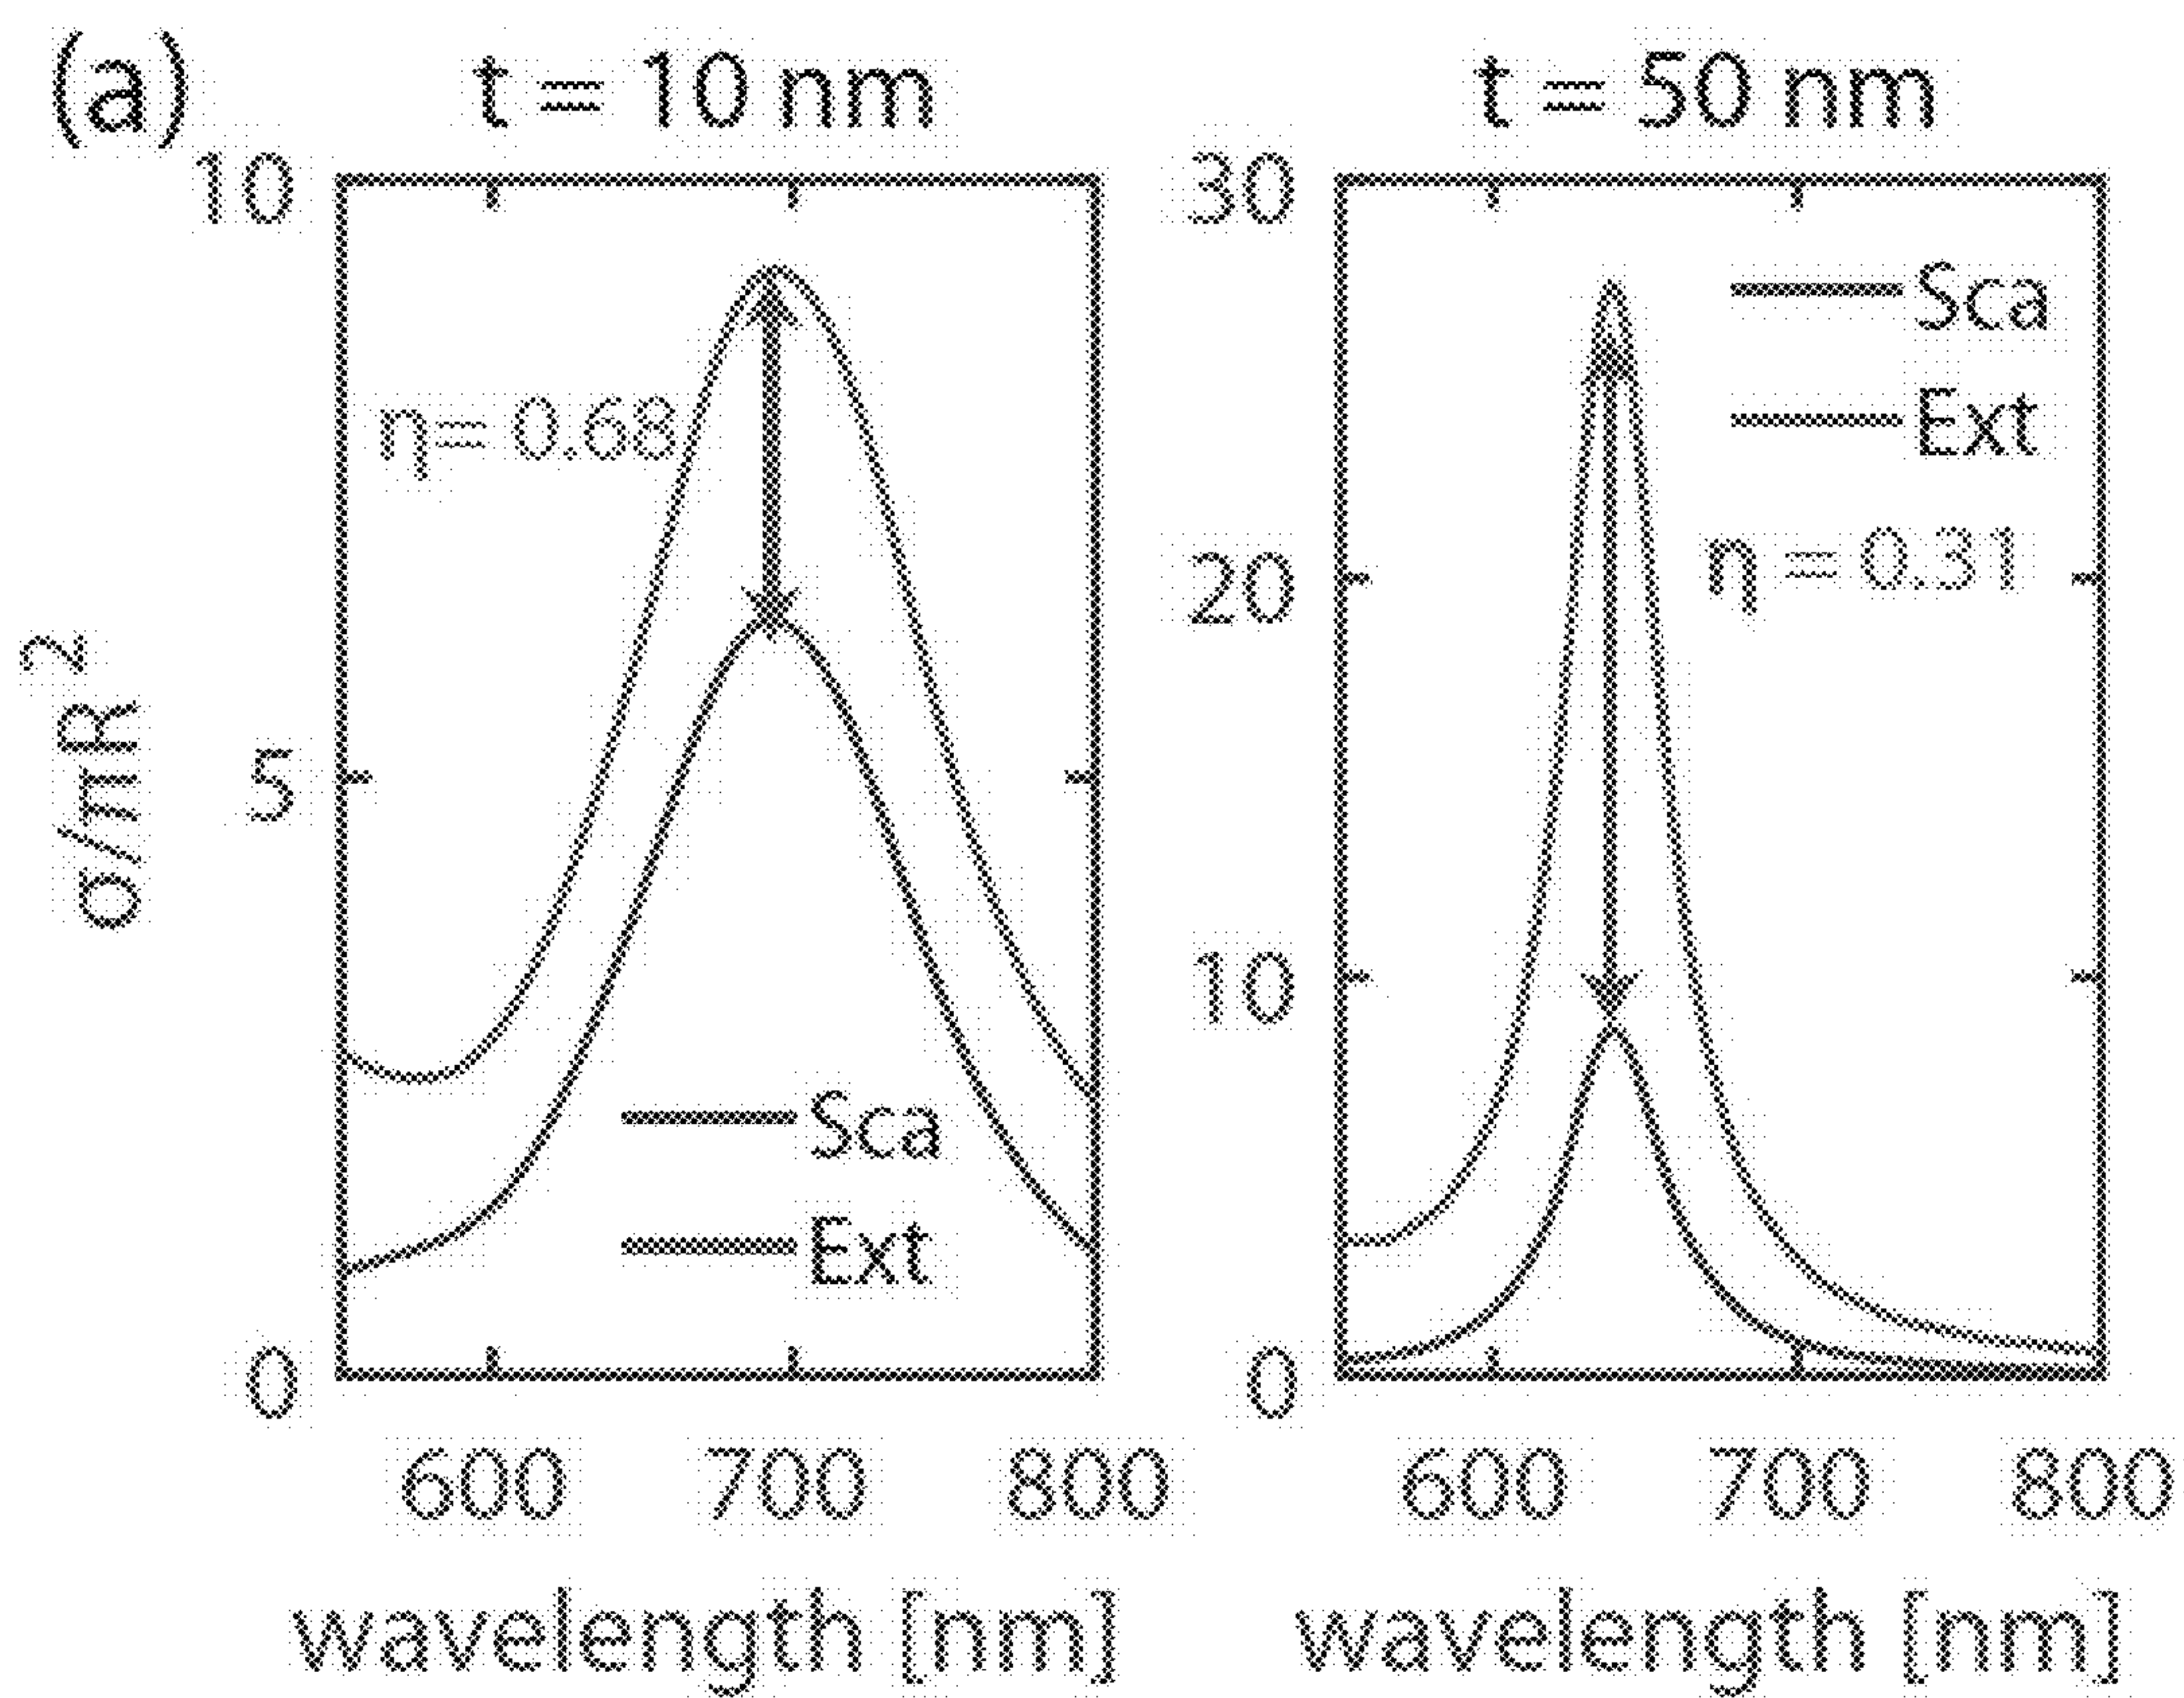 (a)
t = 10 nm
t = 50 nm
σ/πR²
10
5
0
η= 0.68
Sca
Ext
600 700 800
wavelength [nm]
30
20
10
0
Sca
Ext
η = 0.31
600 700 800
wavelength [nm]